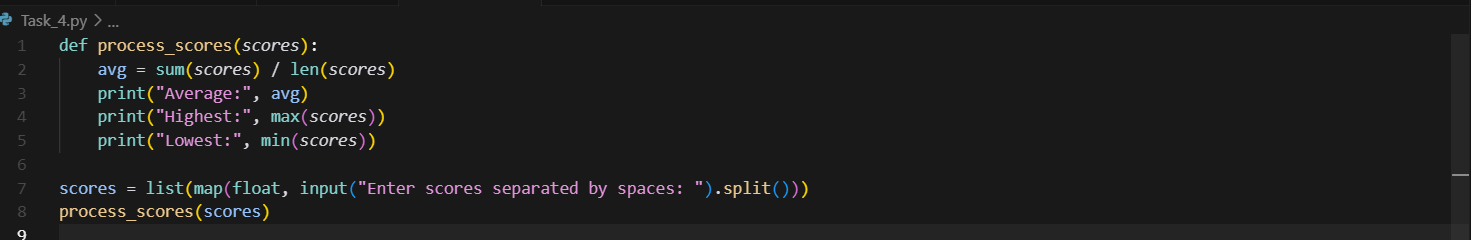 Task_4.py > ...
1 def process_scores(scores):
2     avg = sum(scores) / len(scores)
3     print("Average:", avg)
4     print("Highest:", max(scores))
5     print("Lowest:", min(scores))
6
7 scores = list(map(float, input("Enter scores separated by spaces: ").split()))
8 process_scores(scores)
9